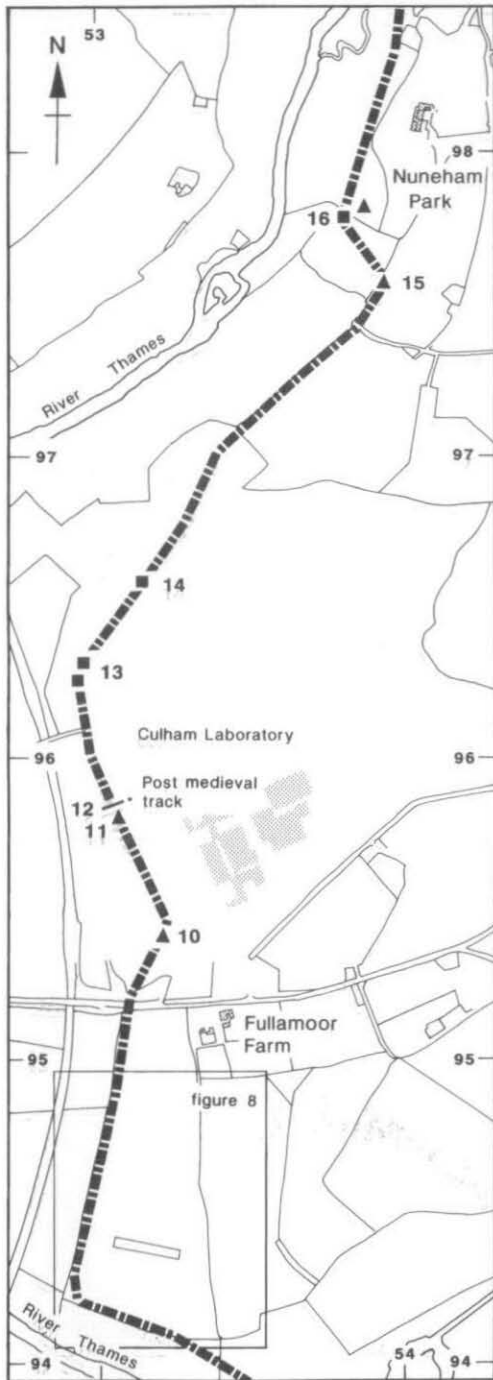 53
N
98
Nuneham
Park
16
15
River Thames
97
97
14
13
Culham Laboratory
96
96
Post medieval
track
12
11
10
Fullamoor
Farm
95
95
figure 8
River Thames
94
54
94